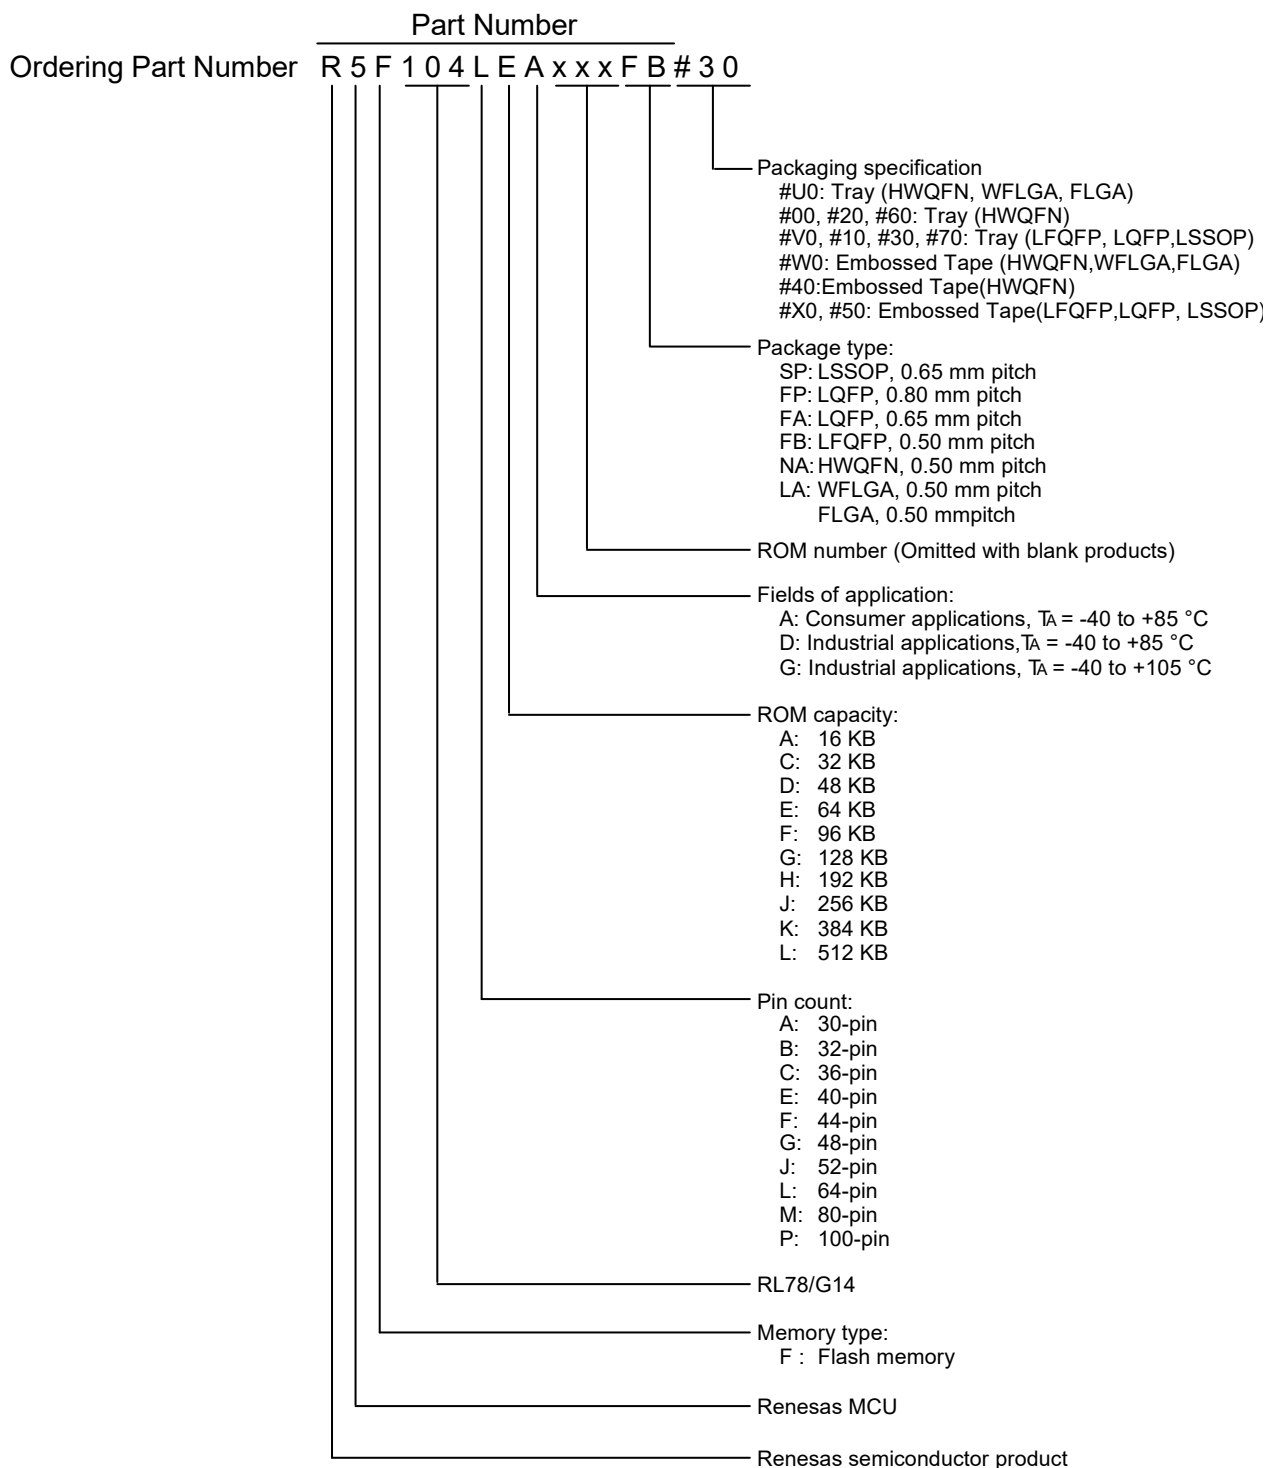 Part Number
Ordering Part Number R 5 F 1 0 4 L E A x x x F B # 3 0
Packaging specification
#U0: Tray (HWQFN, WFLGA, FLGA)
#00, #20, #60: Tray (HWQFN)
#V0, #10, #30, #70: Tray (LFQFP, LQFP,LSSOP)
#W0: Embossed Tape (HWQFN,WFLGA,FLGA)
#40:Embossed Tape(HWQFN)
#X0, #50: Embossed Tape(LFQFP,LQFP, LSSOP)
Package type:
SP: LSSOP, 0.65 mm pitch
FP: LQFP, 0.80 mm pitch
FA: LQFP, 0.65 mm pitch
FB: LFQFP, 0.50 mm pitch
NA: HWQFN, 0.50 mm pitch
LA: WFLGA, 0.50 mm pitch
FLGA, 0.50 mmpitch
ROM number (Omitted with blank products)
Fields of application:
A: Consumer applications, TA = -40 to +85 °C
D: Industrial applications,TA = -40 to +85 °C
G: Industrial applications, TA = -40 to +105 °C
ROM capacity:
A: 16 KB
C: 32 KB
D: 48 KB
E: 64 KB
F: 96 KB
G: 128 KB
H: 192 KB
J: 256 KB
K: 384 KB
L: 512 KB
Pin count:
A: 30-pin
B: 32-pin
C: 36-pin
E: 40-pin
F: 44-pin
G: 48-pin
J: 52-pin
L: 64-pin
M: 80-pin
P: 100-pin
RL78/G14
Memory type:
F : Flash memory
Renesas MCU
Renesas semiconductor product